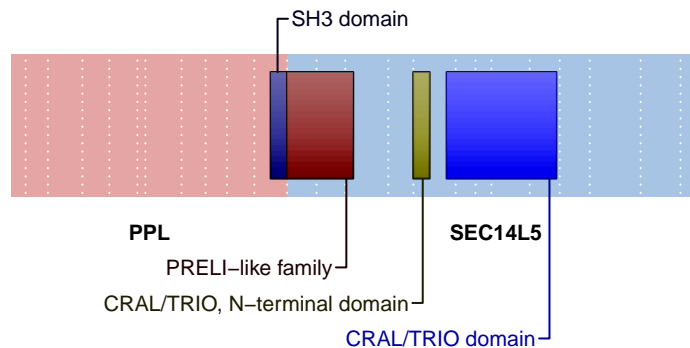 SH3 domain
PPL
SEC14L5
PRELI−like family
CRAL/TRIO, N−terminal domain
CRAL/TRIO domain